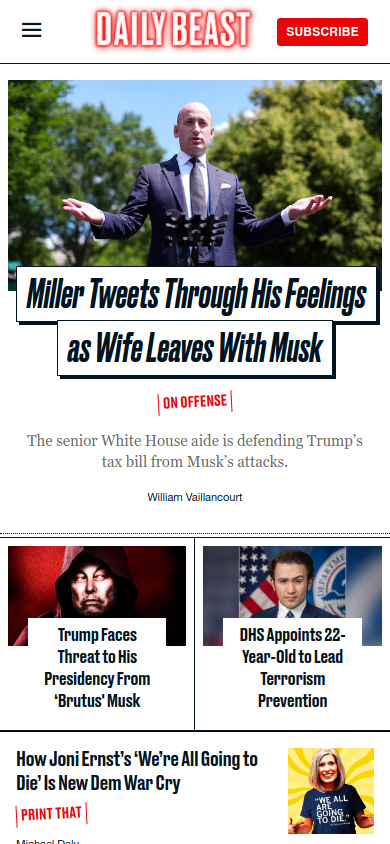 DAILY BEAST
SUBSCRIBE
Miller Tweets Through His Feelings
as Wife Leaves With Musk
ON OFFENSE
The senior White House aide is defending Trump’s
tax bill from Musk’s attacks.
William Vaillancourt
Trump Faces
Threat to His
Presidency From
‘Brutus' Musk
DHS Appoints 22-
Year-Old to Lead
Terrorism
Prevention
How Joni Ernst’s ‘We’re All Going to
Die’ Is New Dem War Cry
PRINT THAT
"WE ALL
ARE
GOING
TO DIE."
Michael Daly